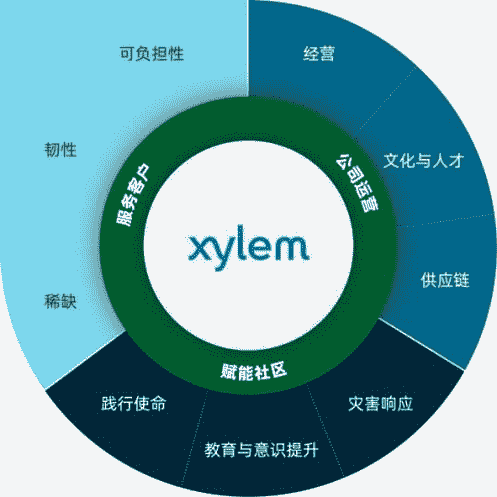 可负担性
经营
韧性
文化与人才
服务客户
公司运营
xylem
稀缺
供应链
赋能社区
践行使命
灾害响应
教育与意识提升